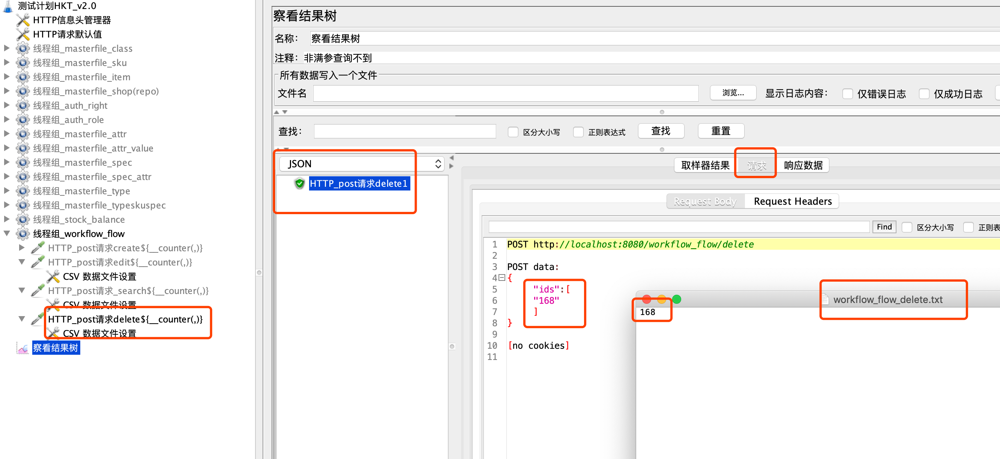 测试计划HKT_v2.0
HTTP信息头管理器
HTTP请求默认值
线程组_masterfile_class
线程组_masterfile_sku
线程组_masterfile_item
线程组_masterfile_shop(repo)
线程组_auth_right
线程组_auth_role
线程组_masterfile_attr
线程组_masterfile_attr_value
线程组_masterfile_spec
线程组_masterfile_spec_attr
线程组_masterfile_type
线程组_masterfile_typeskuspec
线程组_stock_balance
线程组_workflow_flow
HTTP_post请求create${__counter(,)}
HTTP_post请求edit${__counter(,)}
CSV 数据文件设置
HTTP_post请求_search${__counter(,)}
CSV 数据文件设置
HTTP_post请求delete${__counter(,)}
CSV 数据文件设置
察看结果树
察看结果树
名称： 察看结果树
注释： 非满参查询不到
所有数据写入一个文件
文件名 浏览... 显示日志内容： 仅错误日志 仅成功日志
查找： 区分大小写 正则表达式 查找 重置
JSON
HTTP_post请求delete1
取样器结果 请求 响应数据
Request Body Request Headers
Find 区分大小写 正则表
1 POST http://localhost:8080/workflow_flow/delete
2
3 POST data:
4 {
5 "ids":[
6 "168"
7 ]
8 }
9
10 [no cookies]
11
workflow_flow_delete.txt
168